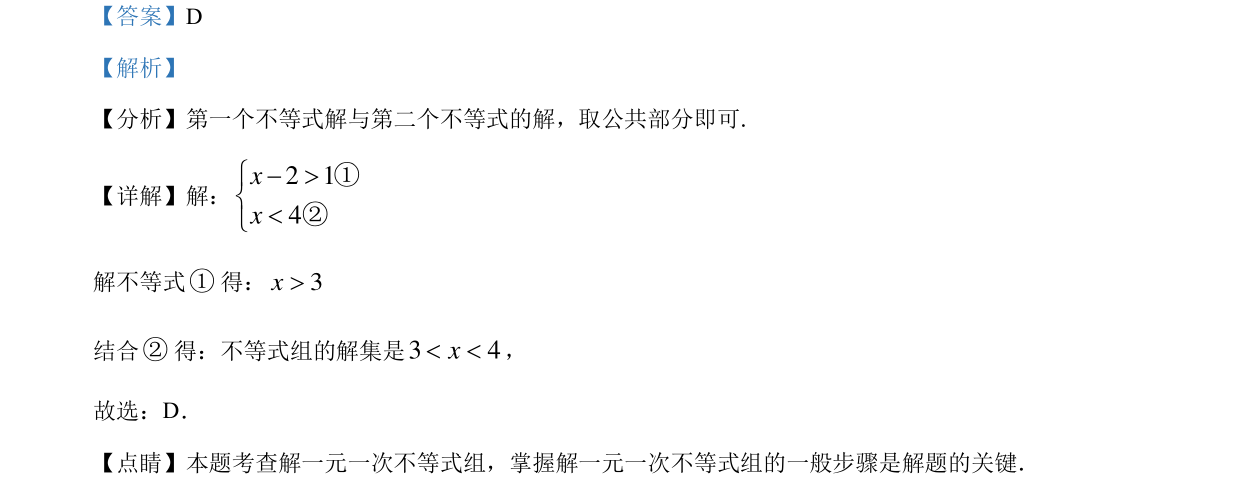 【答案】D
【解析】
【分析】第一个不等式解与第二个不等式的解，取公共部分即可.
【详解】解：{x−2>1①
x<4②
解不等式①得：x>3
结合②得：不等式组的解集是3<x<4，
故选：D.
【点睛】本题考查解一元一次不等式组，掌握解一元一次不等式组的一般步骤是解题的关键.